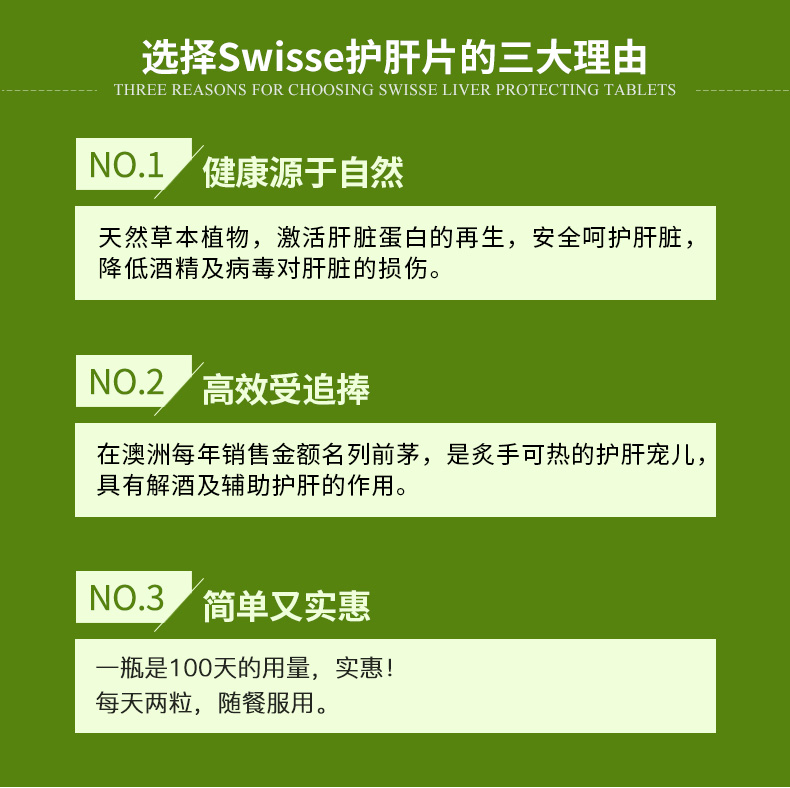 选择Swisse护肝片的三大理由
THREE REASONS FOR CHOOSING SWISSE LIVER PROTECTING TABLETS
NO.1
健康源于自然
天然草本植物，激活肝脏蛋白的再生，安全呵护肝脏，
降低酒精及病毒对肝脏的损伤。
NO.2
高效受追捧
在澳洲每年销售金额名列前茅，是炙手可热的护肝宠儿，
具有解酒及辅助护肝的作用。
NO.3
简单又实惠
一瓶是100天的用量，实惠！
每天两粒，随餐服用。